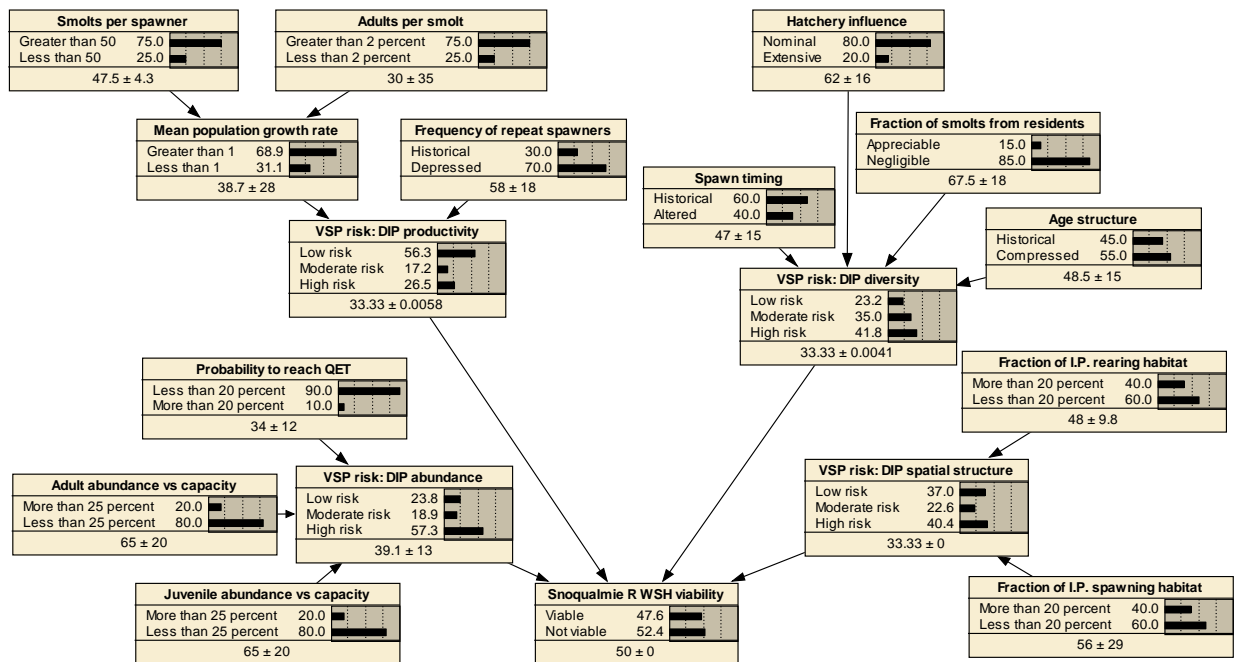 Smolts per spawner
Greater than 50 75.0
Less than 50 25.0
47.5 ± 4.3
Adults per smolt
Greater than 2 percent 75.0
Less than 2 percent 25.0
30 ± 35
Hatchery influence
Nominal 80.0
Extensive 20.0
62 ± 16
Mean population growth rate
Greater than 1 68.9
Less than 1 31.1
38.7 ± 28
Frequency of repeat spawners
Historical 30.0
Depressed 70.0
58 ± 18
Fraction of smolts from residents
Appreciable 15.0
Negligible 85.0
67.5 ± 18
Spawn timing
Historical 60.0
Altered 40.0
47 ± 15
Age structure
Historical 45.0
Compressed 55.0
48.5 ± 15
VSP risk: DIP productivity
Low risk 56.3
Moderate risk 17.2
High risk 26.5
33.33 ± 0.0058
VSP risk: DIP diversity
Low risk 23.2
Moderate risk 35.0
High risk 41.8
33.33 ± 0.0041
Probability to reach QET
Less than 20 percent 90.0
More than 20 percent 10.0
34 ± 12
Fraction of I.P. rearing habitat
More than 20 percent 40.0
Less than 20 percent 60.0
48 ± 9.8
Adult abundance vs capacity
More than 25 percent 20.0
Less than 25 percent 80.0
65 ± 20
VSP risk: DIP abundance
Low risk 23.8
Moderate risk 18.9
High risk 57.3
39.1 ± 13
VSP risk: DIP spatial structure
Low risk 37.0
Moderate risk 22.6
High risk 40.4
33.33 ± 0
Juvenile abundance vs capacity
More than 25 percent 20.0
Less than 25 percent 80.0
65 ± 20
Snoqualmie R WSH viability
Viable 47.6
Not viable 52.4
50 ± 0
Fraction of I.P. spawning habitat
More than 20 percent 40.0
Less than 20 percent 60.0
56 ± 29